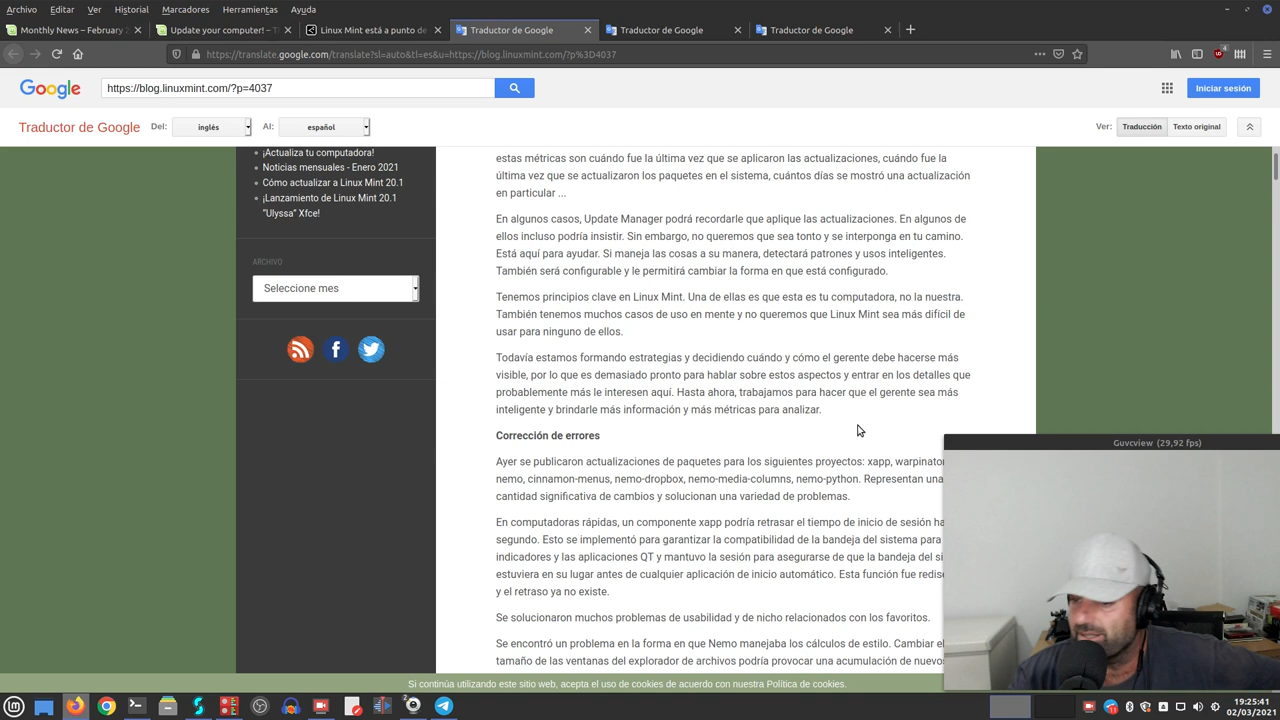 Archivo Editar Ver Historial Marcadores Herramientas Ayuda
Monthly News – February 2
Update your computer! – T
Linux Mint está a punto de
Traductor de Google
Traductor de Google
Traductor de Google
https://translate.google.com/translate?sl=auto&tl=es&u=https://blog.linuxmint.com/?p%3D4037
4
Google
https://blog.linuxmint.com/?p=4037
Iniciar sesión
Traductor de Google
Del: inglés Al: español
Ver: Traducción Texto original
¡Actualiza tu computadora!
Noticias mensuales - Enero 2021
Cómo actualizar a Linux Mint 20.1
¡Lanzamiento de Linux Mint 20.1
"Ulyssa" Xfce!
ARCHIVO
Seleccione mes
estas métricas son cuándo fue la última vez que se aplicaron las actualizaciones, cuándo fue la
última vez que se actualizaron los paquetes en el sistema, cuántos días se mostró una actualización
en particular ...
En algunos casos, Update Manager podrá recordarle que aplique las actualizaciones. En algunos de
ellos incluso podría insistir. Sin embargo, no queremos que sea tonto y se interponga en tu camino.
Está aquí para ayudar. Si maneja las cosas a su manera, detectará patrones y usos inteligentes.
También será configurable y le permitirá cambiar la forma en que está configurado.
Tenemos principios clave en Linux Mint. Una de ellas es que esta es tu computadora, no la nuestra.
También tenemos muchos casos de uso en mente y no queremos que Linux Mint sea más difícil de
usar para ninguno de ellos.
Todavía estamos formando estrategias y decidiendo cuándo y cómo el gerente debe hacerse más
visible, por lo que es demasiado pronto para hablar sobre estos aspectos y entrar en los detalles que
probablemente más le interesen aquí. Hasta ahora, trabajamos para hacer que el gerente sea más
inteligente y brindarle más información y más métricas para analizar.
Corrección de errores
Ayer se publicaron actualizaciones de paquetes para los siguientes proyectos: xapp, warpinator
nemo, cinnamon-menus, nemo-dropbox, nemo-media-columns, nemo-python. Representan una
cantidad significativa de cambios y solucionan una variedad de problemas.
En computadoras rápidas, un componente xapp podría retrasar el tiempo de inicio de sesión ha
segundo. Esto se implementó para garantizar la compatibilidad de la bandeja del sistema para
indicadores y las aplicaciones QT y mantuvo la sesión para asegurarse de que la bandeja del si
estuviera en su lugar antes de cualquier aplicación de inicio automático. Esta función fue redise
y el retraso ya no existe.
Se solucionaron muchos problemas de usabilidad y de nicho relacionados con los favoritos.
Se encontró un problema en la forma en que Nemo manejaba los cálculos de estilo. Cambiar el
tamaño de las ventanas del explorador de archivos podría provocar una acumulación de nuevo
Guvcview (29,92 fps)
Si continúa utilizando este sitio web, acepta el uso de cookies de acuerdo con nuestra Política de cookies.
19:25:41
02/03/2021